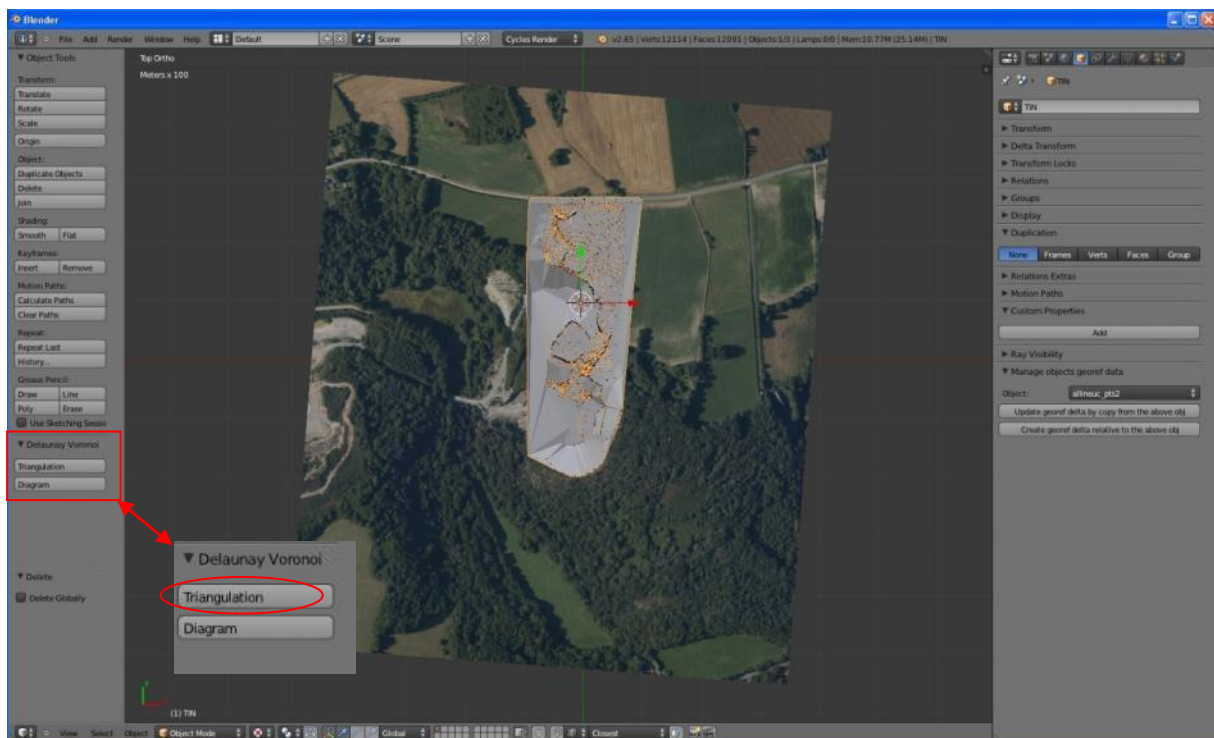 Blender
File Add Render Window Help Default Scene Cycles Render v2.65 | Verts:12114 | Faces:12091 | Objects:1/3 | Lamps:0/0 | Mem:10.77M (25.14M) | TIN
Object Tools
Transform:
Translate
Rotate
Scale
Origin
Object:
Duplicate Objects
Delete
Join
Shading:
Smooth Flat
Keyframes:
Insert Remove
Motion Paths:
Calculate Paths
Clear Paths
Repeat:
Repeat Last
History...
Grease Pencil:
Draw Line
Poly Erase
Use Sketching Sessio
Delaunay Voronoi
Triangulation
Diagram
Delete
Delete Globally
Top Ortho
Meters x 100
Delaunay Voronoi
Triangulation
Diagram
y
(1) TIN
TIN
TIN
Transform
Delta Transform
Transform Locks
Relations
Groups
Display
Duplication
None Frames Verts Faces Group
Relations Extras
Motion Paths
Custom Properties
Add
Ray Visibility
Manage objects georef data
Object: allineuc_pts2
Update georef delta by copy from the above obj
Create georef delta relative to the above obj
View Select Object Object Mode Global Closest